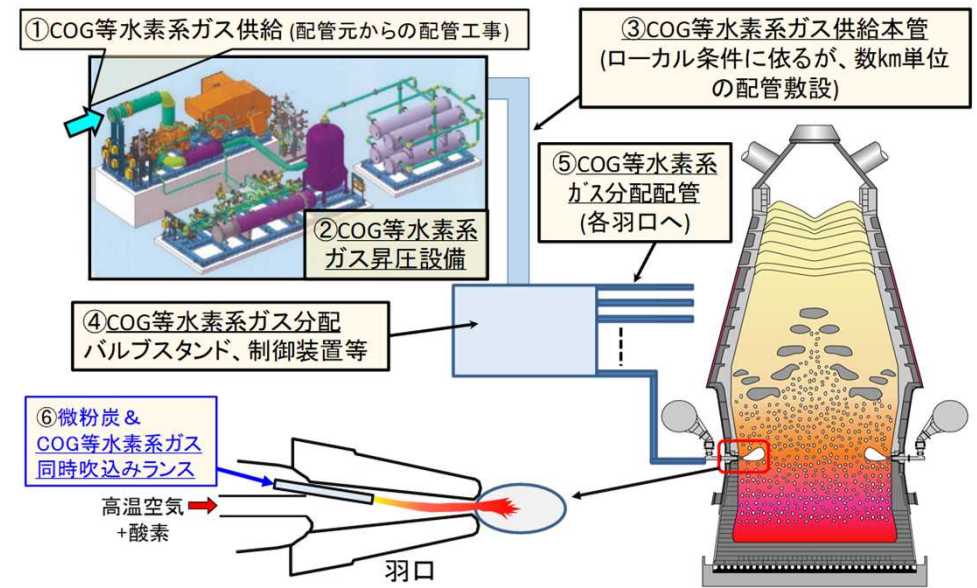 ①COG等水素系ガス供給 (配管元からの配管工事)
②COG等水素系
ガス昇圧設備
③COG等水素系ガス供給本管
(ローカル条件に依るが、数km単位
の配管敷設)
⑤COG等水素系
ガス分配配管
(各羽口へ)
④COG等水素系ガス分配
バルブスタンド、制御装置等
⑥微粉炭&
COG等水素系ガス
同時吹込みランス
高温空気
+酸素
羽口